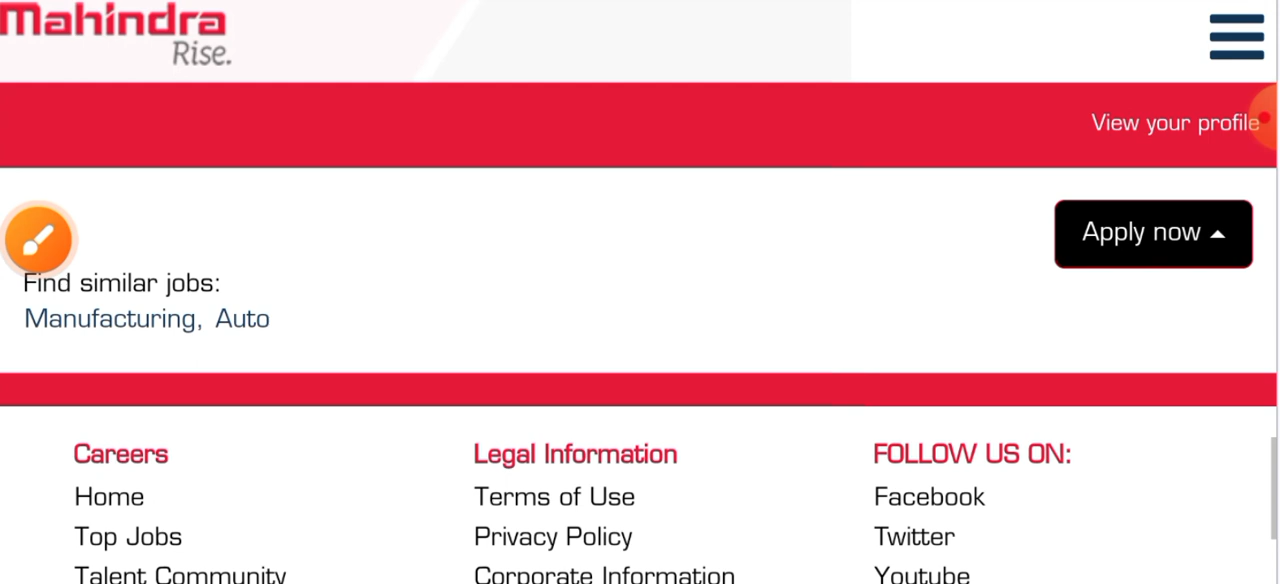 Mahindra
Rise.
View your profile
Apply now
Find similar jobs:
Manufacturing, Auto
Careers
Home
Top Jobs
Talent Community
Legal Information
Terms of Use
Privacy Policy
Corporate Information
FOLLOW US ON:
Facebook
Twitter
Youtube